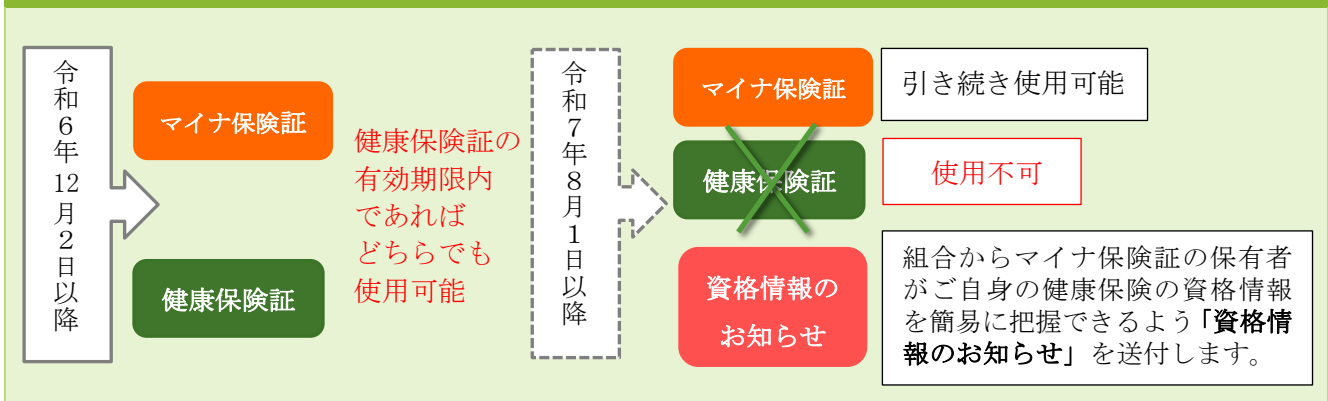 令和6年12月2日以降
マイナ保険証
健康保険証の
有効期限内
であれば
どちらでも
使用可能
健康保険証
令和7年8月1日以降
マイナ保険証
引き続き使用可能
健康保険証
使用不可
資格情報の
お知らせ
組合からマイナ保険証の保有者
がご自身の健康保険の資格情報
を簡易に把握できるよう「資格情
報のお知らせ」を送付します。